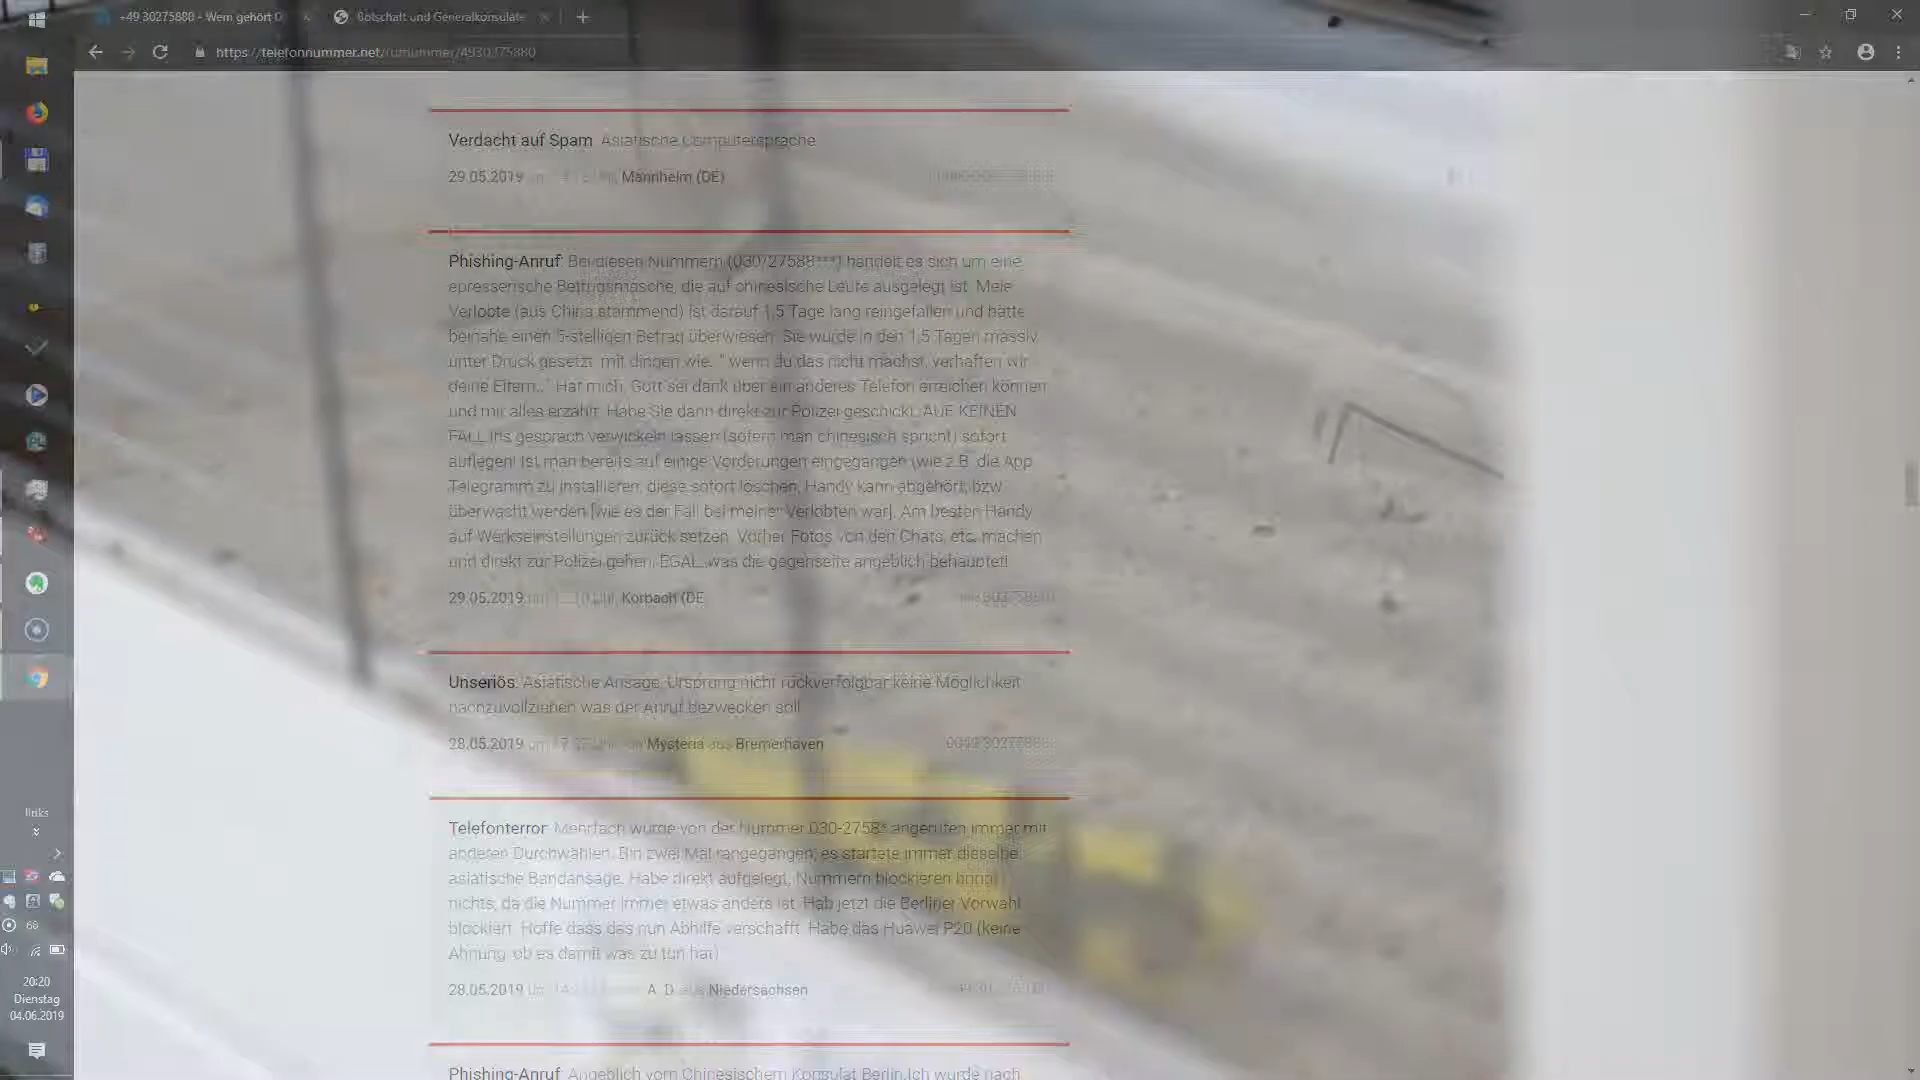 +49 30275880 - Wem gehört
Botschaft und Generalkonsulate
https://telefonnummer.net/rufnummer/4930275880
Verdacht auf Spam: Asiatische Computersprache
29.05.2019 Mannheim (DE)
Phishing-Anruf: Bei diesen Nummern (030/27588***) handelt es sich um eine
epresserische Betrugsmasche, die auf chinesische Leute ausgelegt ist. Meie
Verlobte (aus China stammend) ist darauf 1,5 Tage lang reingefallen und hätte
beinahe einen 5-stelligen Betrag überwiesen. Sie wurde in den 1,5 Tagen massiv
unter Druck gesetzt mit dingen wie.. " wenn du das nicht machst, verhaften wir
deine Eltern.." Hat mich, Gott sei dank über ein anderes Telefon erreichen können
und mir alles erzählt. Habe Sie dann direkt zur Polizei geschickt. AUF KEINEN
FALL ins gespräch verwickeln lassen (sofern man chinesisch spricht) sofort
auflegen! Ist man bereits auf einige Vorderungen eingegangen (wie z.B. die App
Telegramm zu installieren, diese sofort löschen, Handy kann abgehört, bzw
überwacht werden [wie es der Fall bei meiner Verlobten war]. Am besten Handy
auf Werkseinstellungen zurück setzen. Vorher Fotos von den Chats, etc. machen
und direkt zur Polizei gehen, EGAL was die gegenseite angeblich behauptet!
29.05.2019 Korbach (DE
Unseriös: Asiatische Ansage. Ursprung nicht rückverfolgbar keine Möglichkeit
nachzuvollziehen was der Anruf bezwecken soll
28.05.2019 Mysteria aus Bremerhaven
Telefonterror: Mehrfach wurde von der Nummer 030-2758* angerufen immer mit
anderen Durchwahlen. Bin zwei Mal rangegangen, es startete immer dieselbe
asiatische Bandansage. Habe direkt aufgelegt, Nummern blockieren bringt
nichts, da die Nummer immer etwas anders ist. Hab jetzt die Berliner Vorwahl
blockiert. Hoffe dass das nun Abhilfe verschafft. Habe das Huawei P20 (keine
Ahnung, ob es damit was zu tun hat)
28.05.2019 A. D. aus Niedersachsen
Phishing-Anruf: Angeblich vom Chinesischem Konsulat Berlin.Ich wurde nach
links
68
20:20
Dienstag
04.06.2019